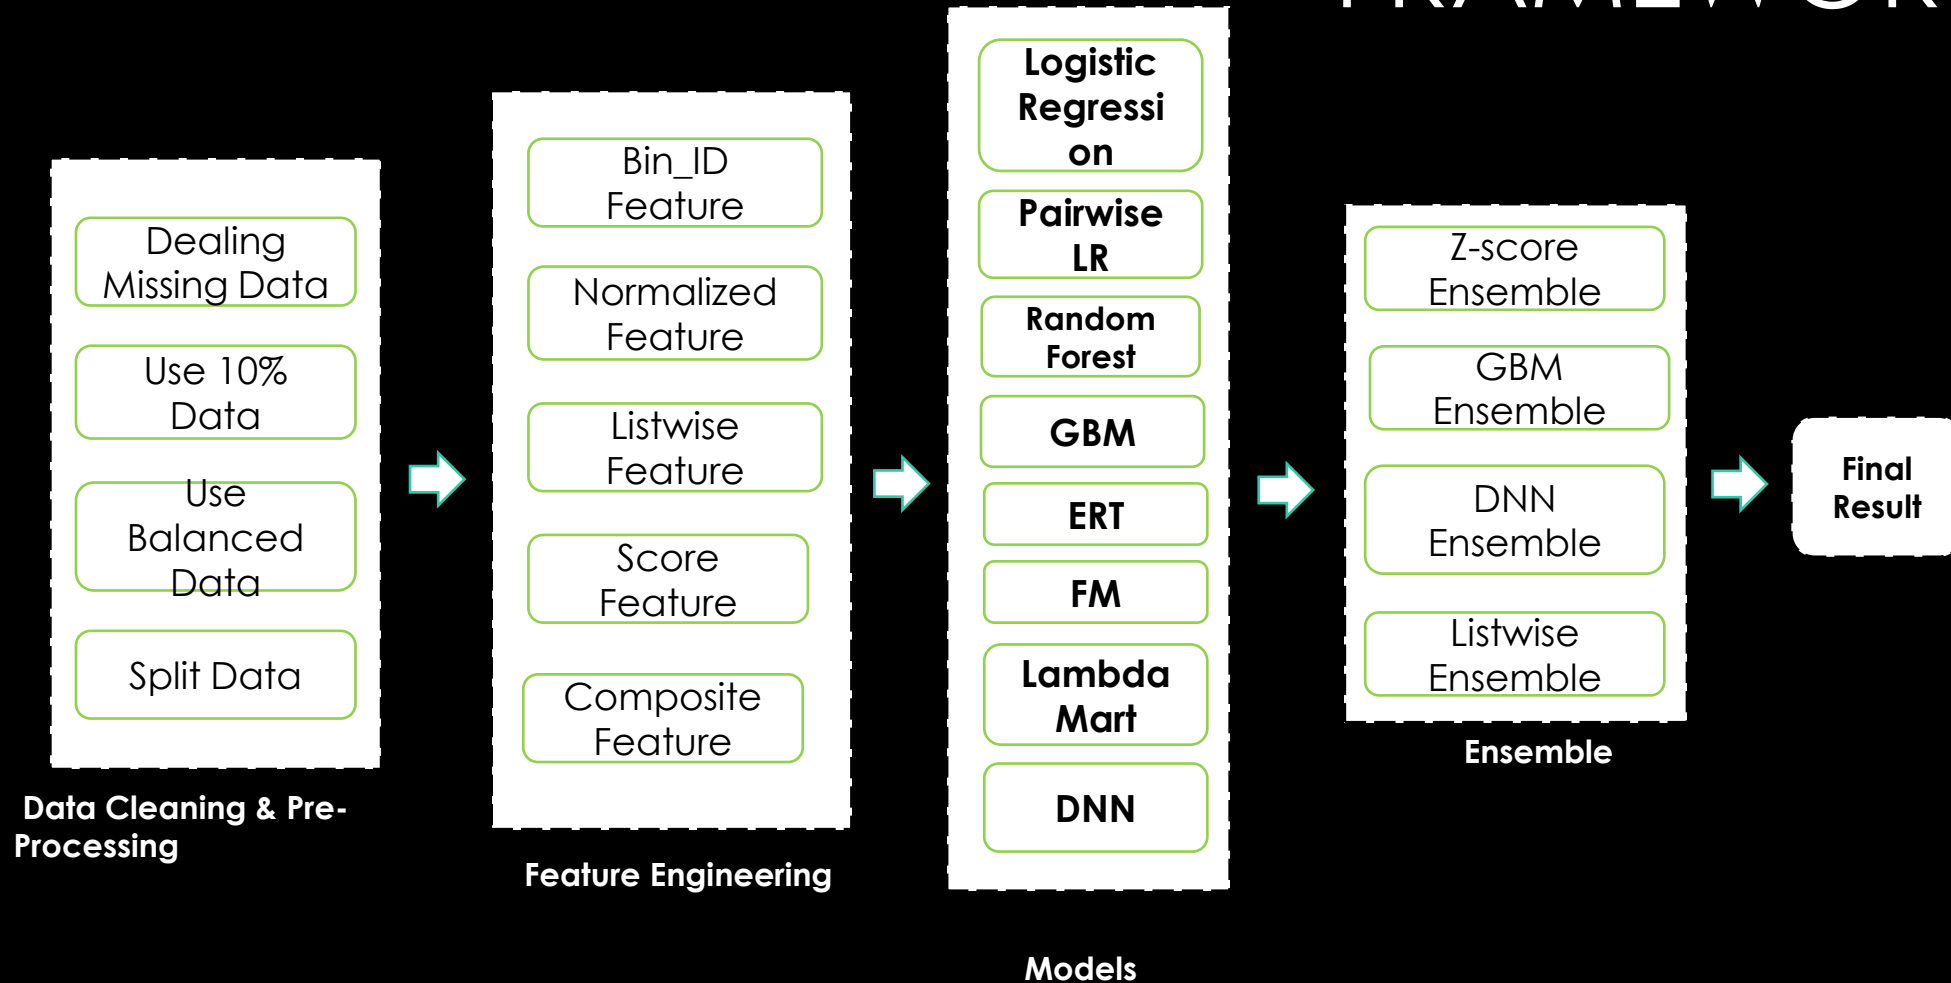 FRAMEWOR
Dealing
Missing Data
Use 10%
Data
Use
Balanced
Data
Split Data
Data Cleaning & Pre-
Processing
Bin_ID
Feature
Normalized
Feature
Listwise
Feature
Score
Feature
Composite
Feature
Feature Engineering
Logistic
Regressi
on
Pairwise
LR
Random
Forest
GBM
ERT
FM
Lambda
Mart
DNN
Models
Z-score
Ensemble
GBM
Ensemble
DNN
Ensemble
Listwise
Ensemble
Ensemble
Final
Result